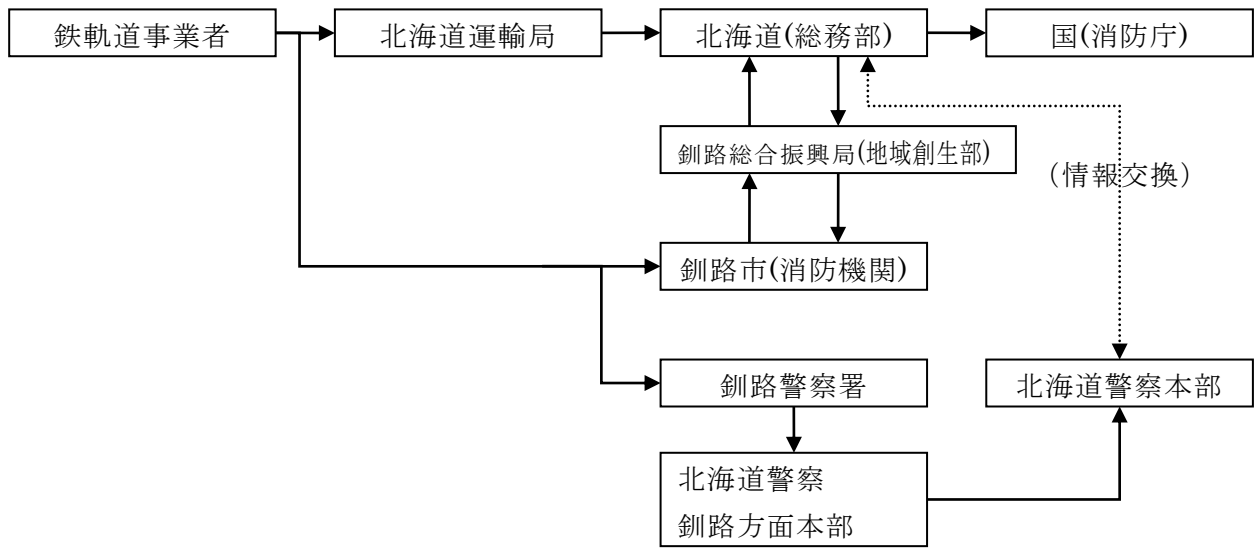 鉄軌道事業者
北海道運輸局
北海道(総務部)
国(消防庁)
釧路総合振興局(地域創生部)
(情報交換)
釧路市(消防機関)
釧路警察署
北海道警察本部
北海道警察
釧路方面本部